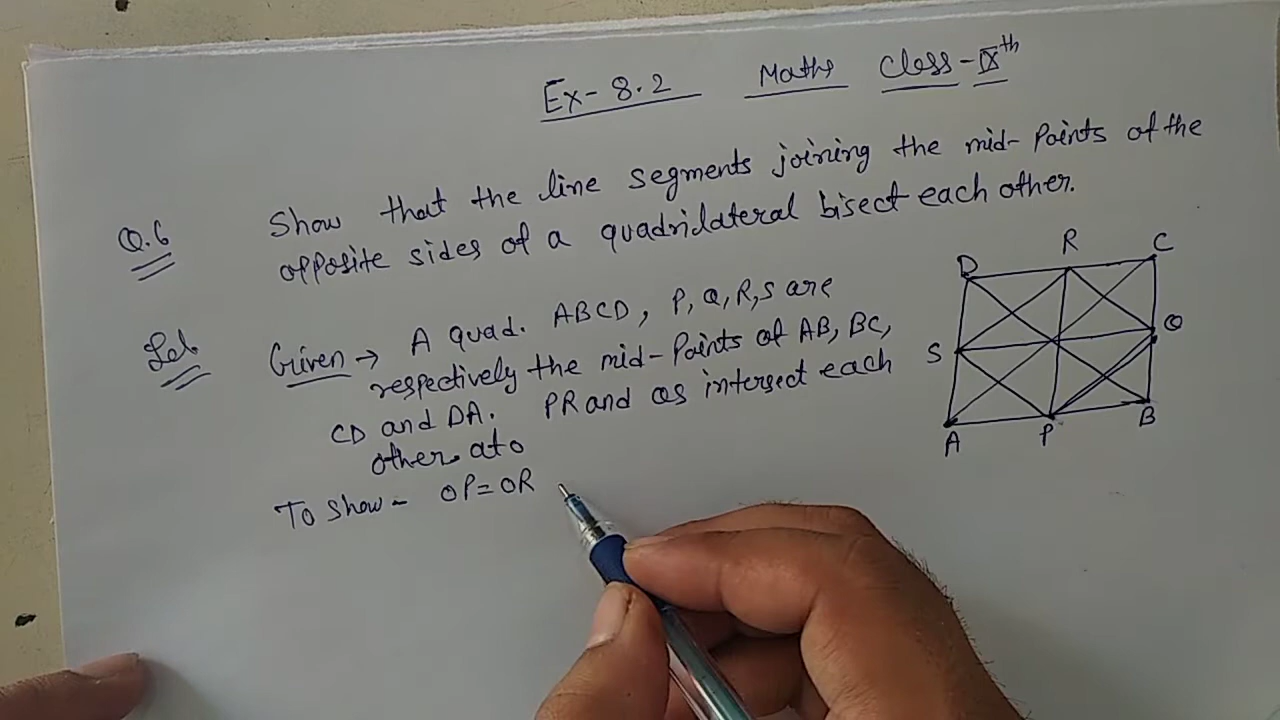 Ex-8.2 Maths Class-IXth
Q.6 Show that the line segments joining the mid-Points of the
opposite sides of a quadrilateral bisect each other.
Given → A quad. ABCD, P, Q, R, S are
respectively the mid-Points of AB, BC,
CD and DA. PR and QS intersect each
other at O
To Show - OP=OR
D R C
S Q
A P B